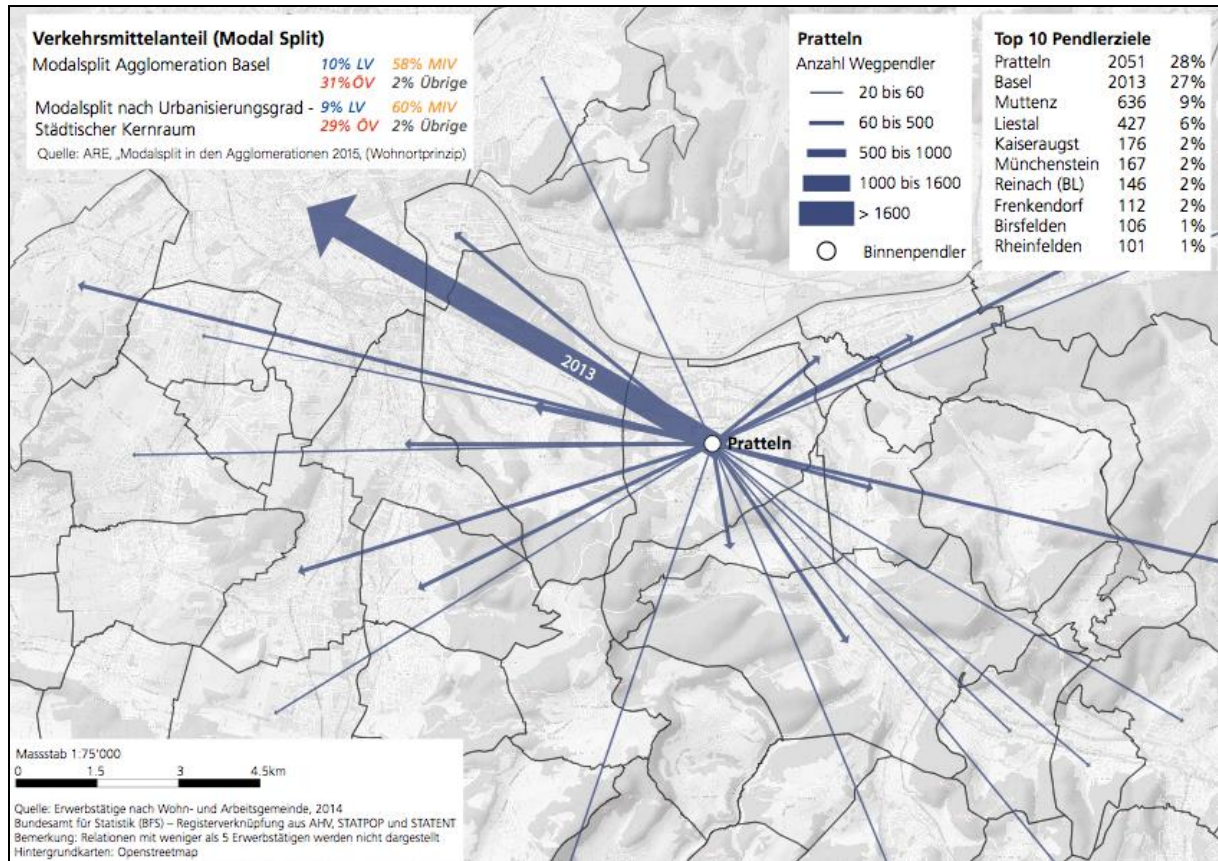 Verkehrsmittelanteil (Modal Split)
Modalsplit Agglomeration Basel 10% LV 58% MIV
31% ÖV 2% Übrige
Modalsplit nach Urbanisierungsgrad - 9% LV 60% MIV
Städtischer Kernraum 29% ÖV 2% Übrige
Quelle: ARE, „Modalsplit in den Agglomerationen 2015, (Wohnortprinzip)
Pratteln
Anzahl Wegpendler
20 bis 60
60 bis 500
500 bis 1000
1000 bis 1600
> 1600
Binnenpendler
Top 10 Pendlerziele
Pratteln 2051 28%
Basel 2013 27%
Muttenz 636 9%
Liestal 427 6%
Kaiseraugst 176 2%
Münchenstein 167 2%
Reinach (BL) 146 2%
Frenkendorf 112 2%
Birsfelden 106 1%
Rheinfelden 101 1%
2013
Pratteln
Massstab 1:75'000
0 1.5 3 4.5km
Quelle: Erwerbstätige nach Wohn- und Arbeitsgemeinde, 2014
Bundesamt für Statistik (BFS) – Registerverknüpfung aus AHV, STATPOP und STATENT
Bemerkung: Relationen mit weniger als 5 Erwerbstätigen werden nicht dargestellt
Hintergrundkarten: Openstreetmap